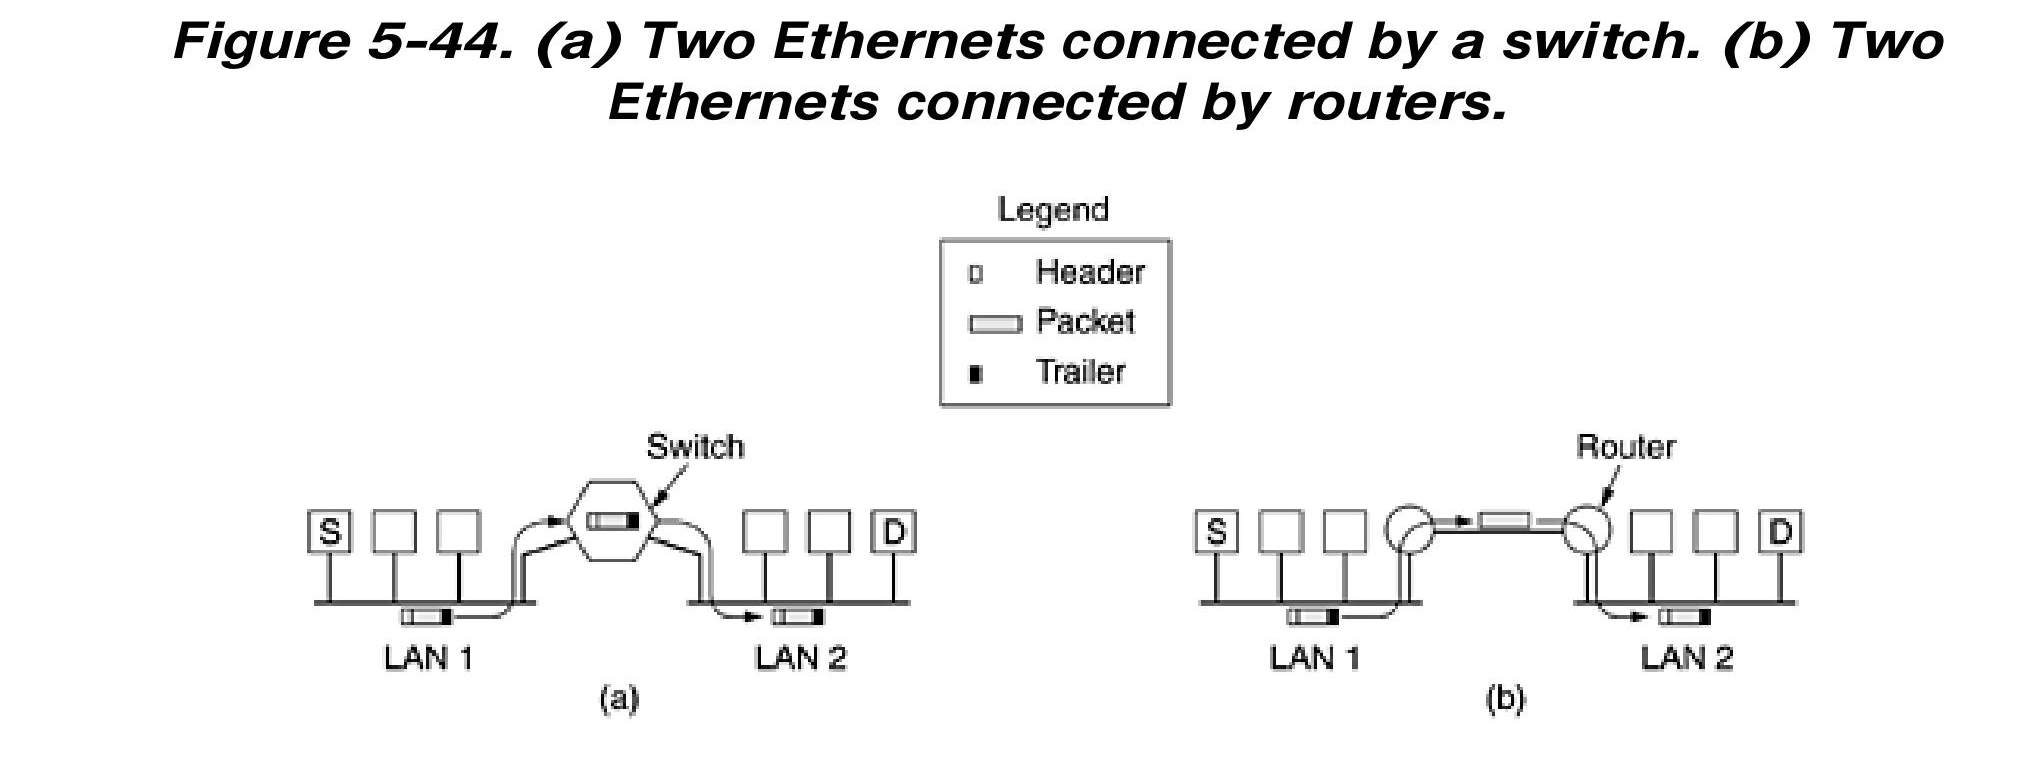 Figure 5-44. (a) Two Ethernets connected by a switch. (b) Two
Ethernets connected by routers.
Legend
Header
Packet
Trailer
Switch
S
D
LAN 1
LAN 2
(a)
Router
S
D
LAN 1
LAN 2
(b)